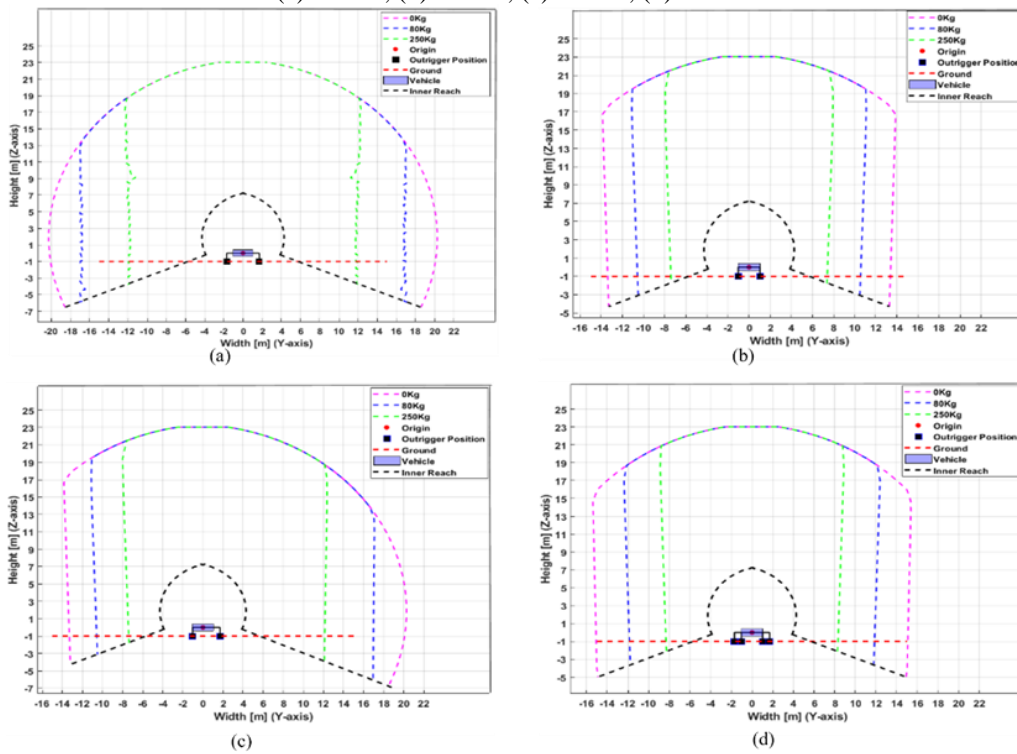 0Kg
80Kg
250Kg
Origin
Outrigger Position
Ground
Vehicle
Inner Reach
Height [m] (Z-axis)
25
23
21
19
17
15
13
11
9
7
5
3
1
-1
-3
-5
-7
-20 -18 -16 -14 -12 -10 -8 -6 -4 -2 0 2 4 6 8 10 12 14 16 18 20 22
Width [m] (Y-axis)
(a)
0Kg
80Kg
250Kg
Origin
Outrigger Position
Ground
Vehicle
Inner Reach
Height [m] (Z-axis)
25
23
21
19
17
15
13
11
9
7
5
3
1
-1
-3
-5
-16 -14 -12 -10 -8 -6 -4 -2 0 2 4 6 8 10 12 14 16 18 20 22
Width [m] (Y-axis)
(b)
0Kg
80Kg
250Kg
Origin
Outrigger Position
Ground
Vehicle
Inner Reach
Height [m] (Z-axis)
25
23
21
19
17
15
13
11
9
7
5
3
1
-1
-3
-5
-7
-16 -14 -12 -10 -8 -6 -4 -2 0 2 4 6 8 10 12 14 16 18 20 22
Width [m] (Y-axis)
(c)
0Kg
80Kg
250Kg
Origin
Outrigger Position
Ground
Vehicle
Inner Reach
Height [m] (Z-axis)
25
23
21
19
17
15
13
11
9
7
5
3
1
-1
-3
-5
-16 -14 -12 -10 -8 -6 -4 -2 0 2 4 6 8 10 12 14 16 18 20 22
Width [m] (Y-axis)
(d)